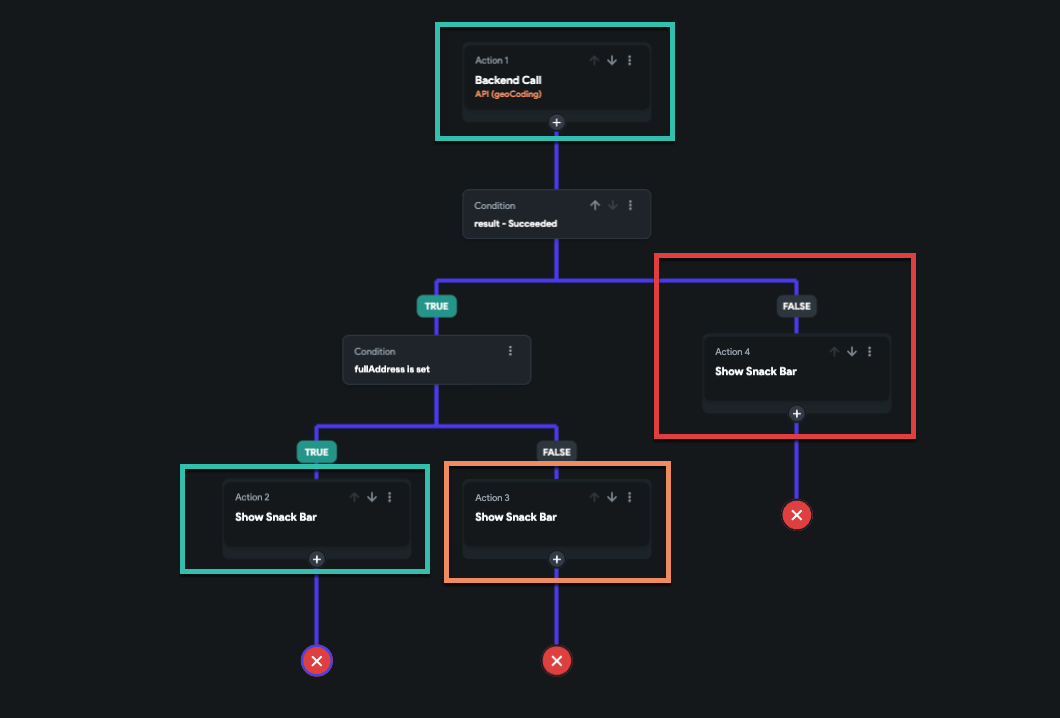 Action 1
Backend Call
API (geoCoding)
Condition
result - Succeeded
TRUE
FALSE
Condition
fullAddress is set
Action 4
Show Snack Bar
TRUE
FALSE
Action 2
Show Snack Bar
Action 3
Show Snack Bar